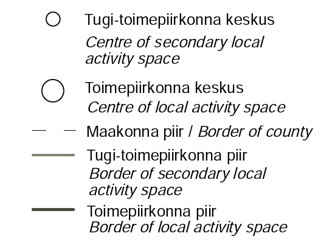 Tugi-toimepiirkonna keskus
Centre of secondary local
activity space
Toimepiirkonna keskus
Centre of local activity space
Maakonna piir / Border of county
Tugi-toimepiirkonna piir
Border of secondary local
activity space
Toimepiirkonna piir
Border of local activity space